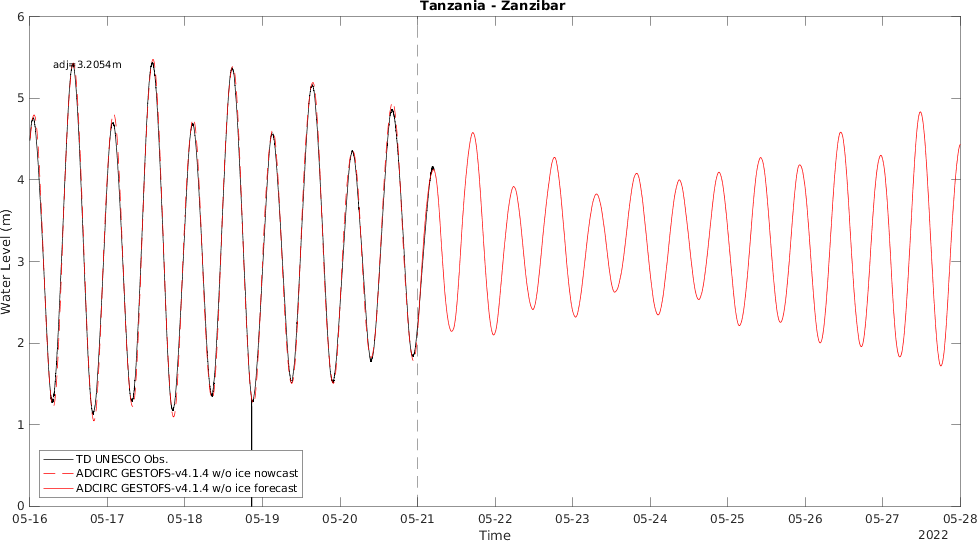 Tanzania - Zanzibar
adj=3.2054m
Water Level (m)
6
5
4
3
2
1
0
TD UNESCO Obs.
ADCIRC GESTOFS-v4.1.4 w/o ice nowcast
ADCIRC GESTOFS-v4.1.4 w/o ice forecast
05-16 05-17 05-18 05-19 05-20 05-21 05-22 05-23 05-24 05-25 05-26 05-27 05-28
Time
2022